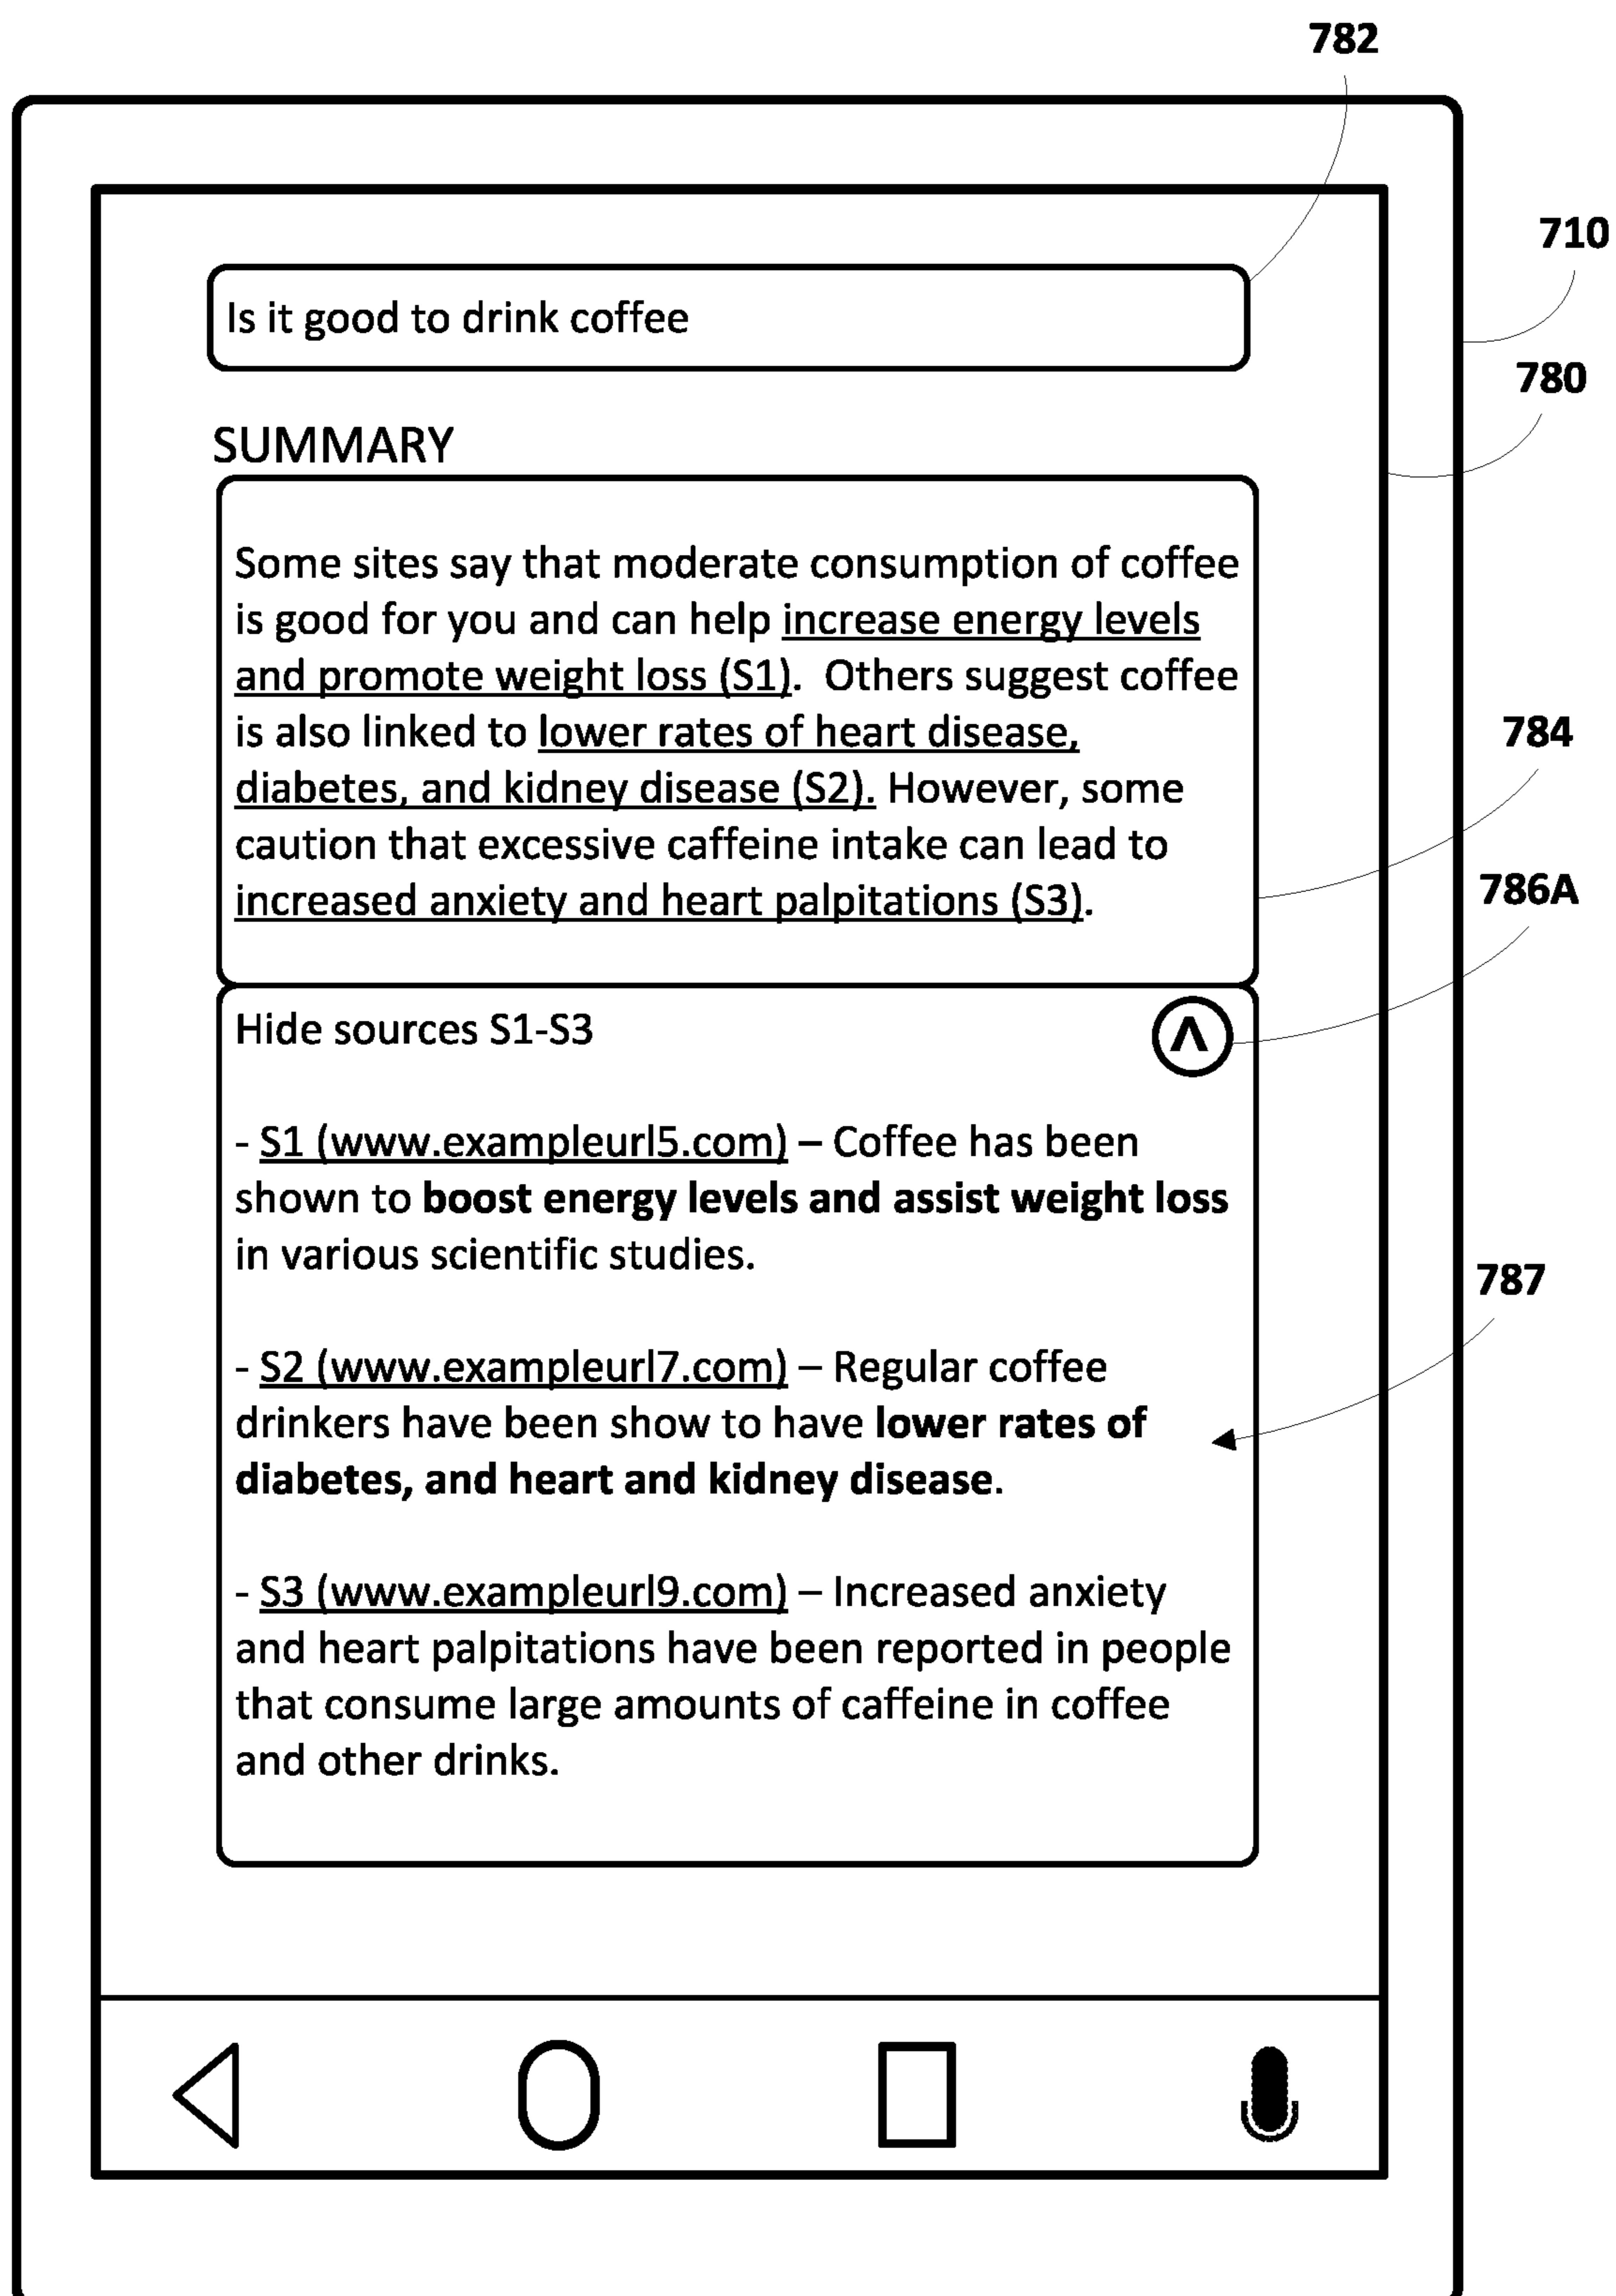 782
710
Is it good to drink coffee
780
SUMMARY
Some sites say that moderate consumption of coffee
is good for you and can help increase energy levels
and promote weight loss (S1).  Others suggest coffee
is also linked to lower rates of heart disease,
784
diabetes, and kidney disease (S2). However, some
caution that excessive caffeine intake can lead to
786A
increased anxiety and heart palpitations (S3).
Hide sources S1-S3
- S1 (www.exampleurl5.com) – Coffee has been
shown to boost energy levels and assist weight loss
in various scientific studies.
787
- S2 (www.exampleurl7.com) – Regular coffee
drinkers have been show to have lower rates of
diabetes, and heart and kidney disease.
- S3 (www.exampleurl9.com) – Increased anxiety
and heart palpitations have been reported in people
that consume large amounts of caffeine in coffee
and other drinks.